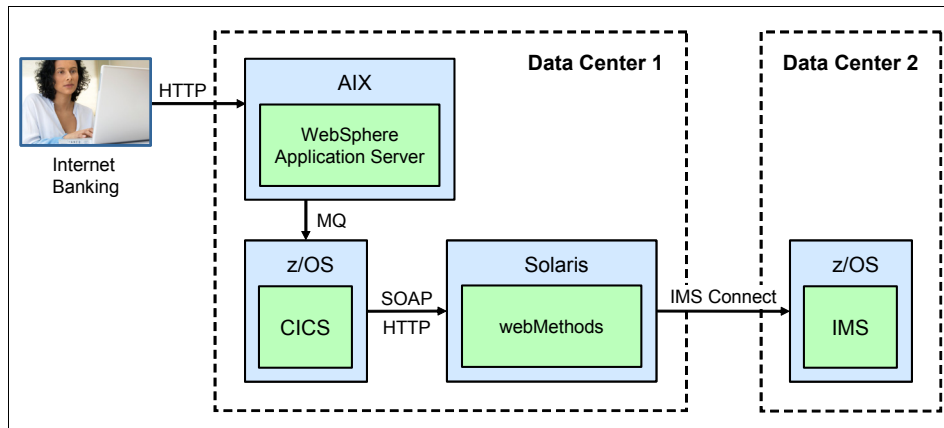 Data Center 1
Data Center 2
AIX
HTTP
WebSphere
Application Server
Internet
Banking
MQ
z/OS
Solaris
z/OS
SOAP
IMS Connect
CICS
webMethods
IMS
HTTP